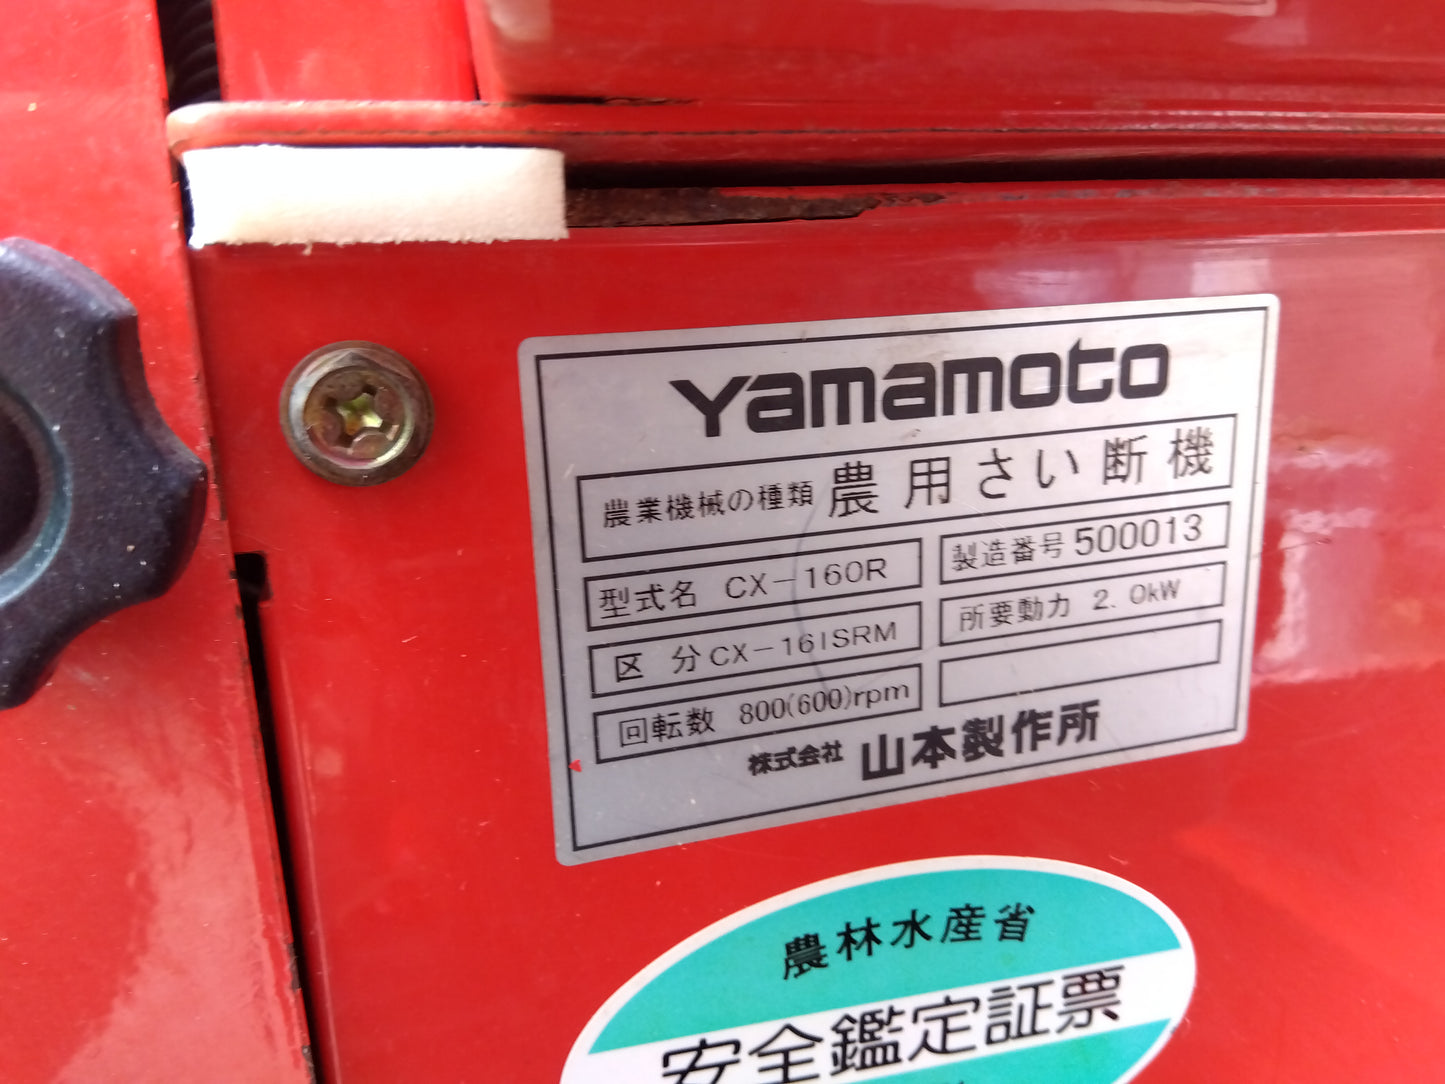 Yamamoto
農業機械の種類 農用さい断機
型式名 CX-160R 製造番号 500013
区分 CX-161SRM 所要動力 2.0kW
回転数 800(600)rpm
株式会社 山本製作所
農林水産省
安全鑑定証票